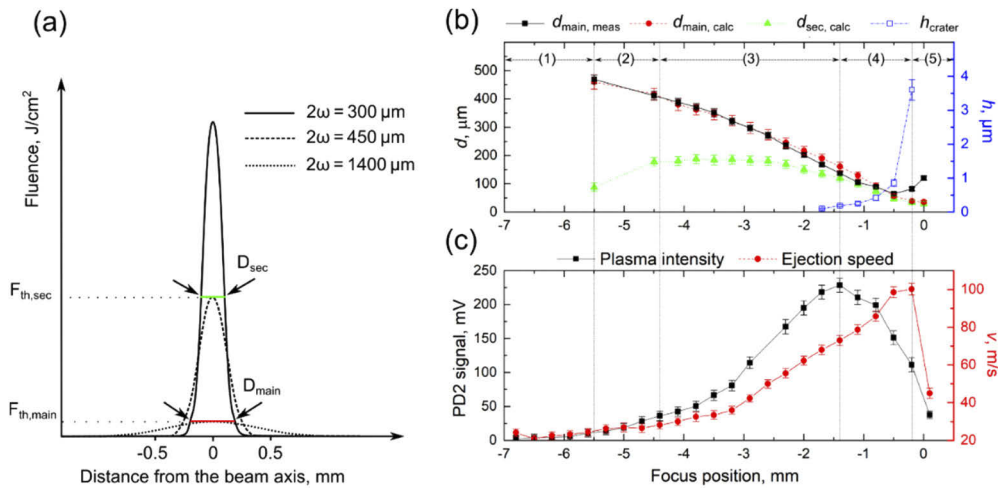 (a)
Fluence, J/cm²
2ω = 300 µm
2ω = 450 µm
2ω = 1400 µm
D_sec
F_th,sec
D_main
F_th,main
-0.5 0 0.5
Distance from the beam axis, mm
(b)
d_main, meas d_main, calc d_sec, calc h_crater
(1) (2) (3) (4) (5)
d, µm
500
400
300
200
100
0
h, µm
4
3
2
1
0
-7 -6 -5 -4 -3 -2 -1 0
(c)
Plasma intensity Ejection speed
PD2 signal, mV
250
200
150
100
50
0
v, m/s
100
80
60
40
20
-7 -6 -5 -4 -3 -2 -1 0
Focus position, mm